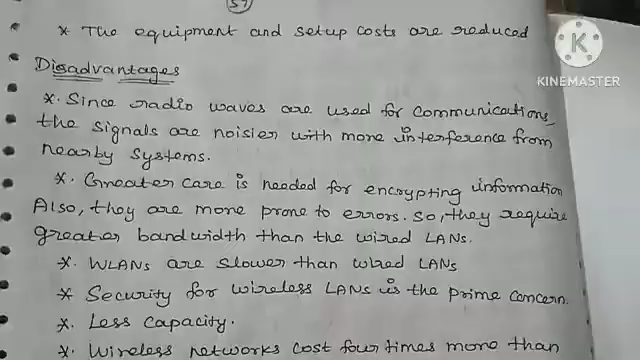 57
* The equipment and setup costs are reduced
K
KINEMASTER
Disadvantages
*. Since radio waves are used for communications,
the signals are noisier with more interference from
nearby systems.
*. Greater care is needed for encrypting information
Also, they are more prone to errors. So, they require
greater bandwidth than the wired LANs.
*. WLANs are slower than wired LANs
* Security for wireless LANs is the prime concern.
*. Less capacity.
*. Wireless networks cost four times more than